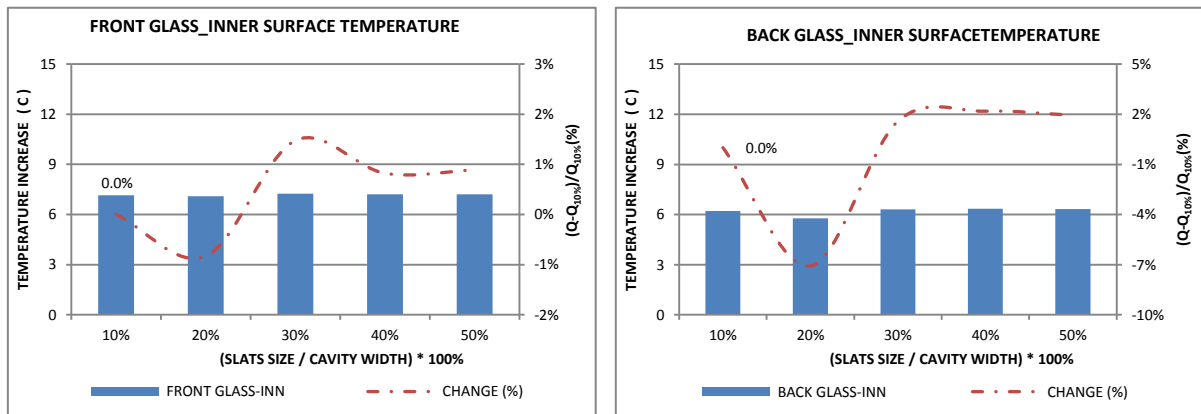 FRONT GLASS_INNER SURFACE TEMPERATURE
TEMPERATURE INCREASE ( C )
15
12
9
6
3
0
0.0%
3%
2%
1%
0%
-1%
-2%
(Q-Q10%)/Q10%(%)
10% 20% 30% 40% 50%
(SLATS SIZE / CAVITY WIDTH) * 100%
FRONT GLASS-INN CHANGE (%)
BACK GLASS_INNER SURFACETEMPERATURE
TEMPERATURE INCREASE ( C )
15
12
9
6
3
0
0.0%
5%
2%
-1%
-4%
-7%
-10%
(Q-Q10%)/Q10%(%)
10% 20% 30% 40% 50%
(SLATS SIZE / CAVITY WIDTH) * 100%
BACK GLASS-INN CHANGE (%)